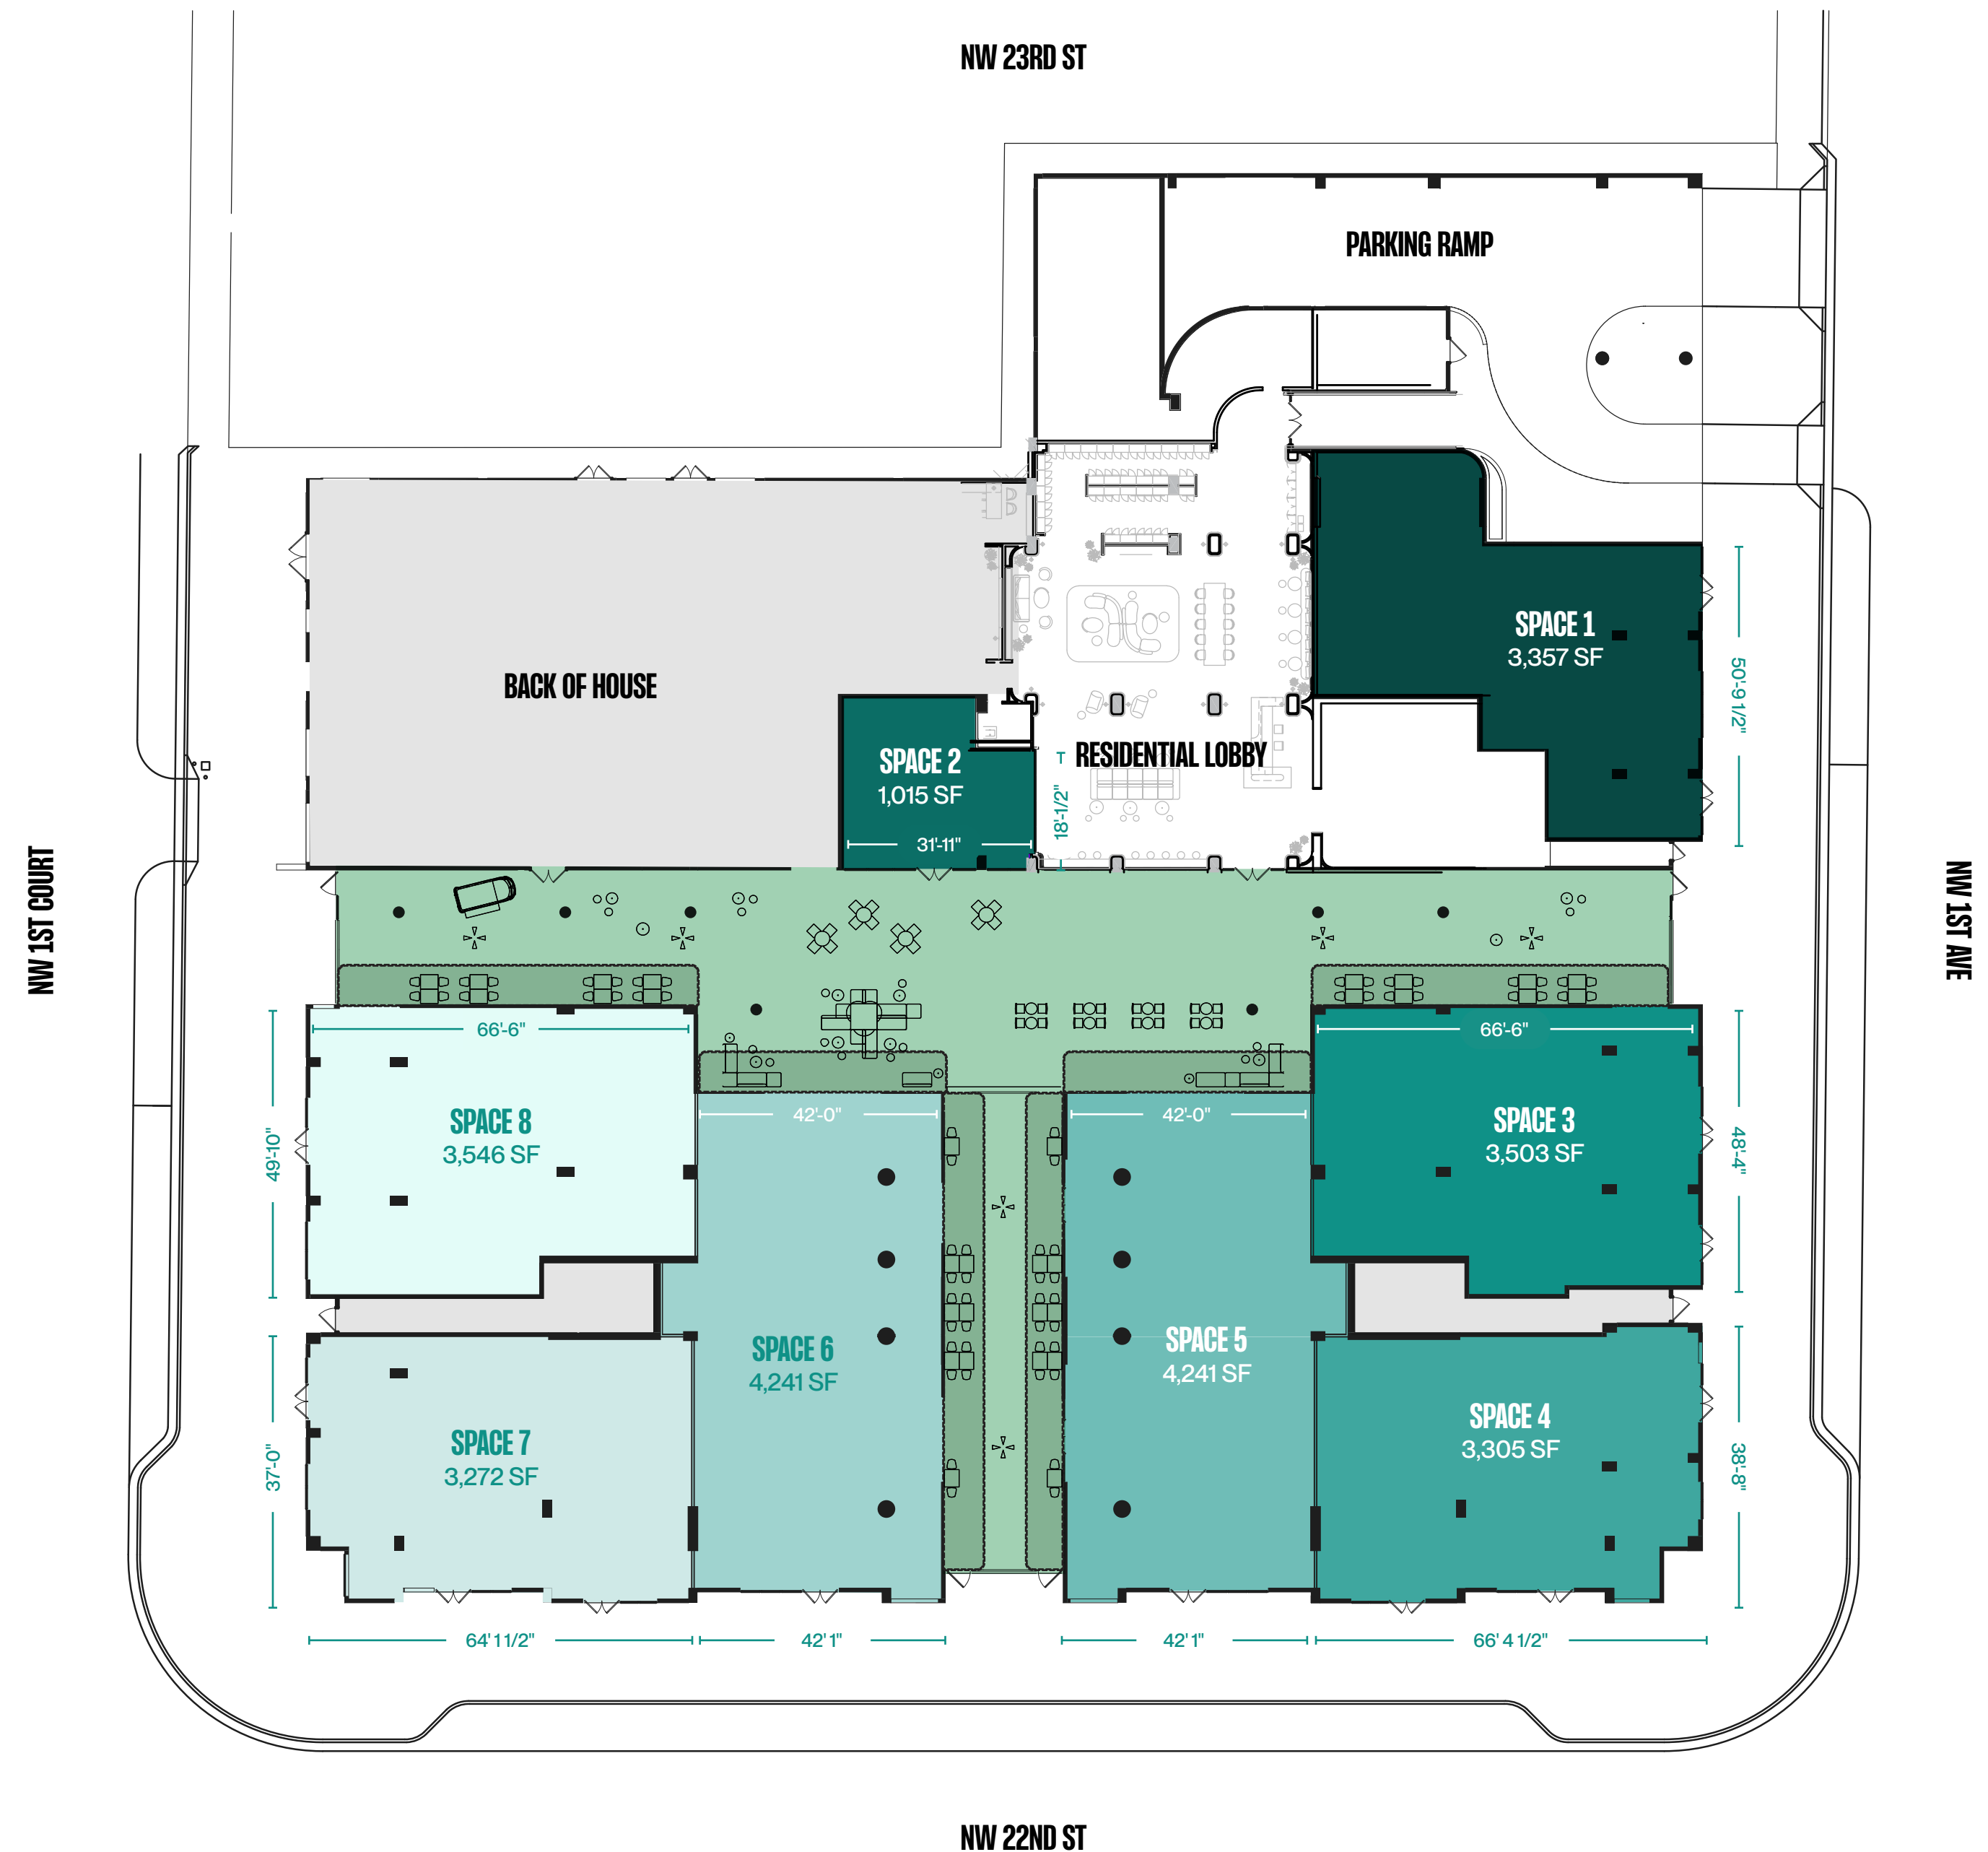 NW 23RD ST
PARKING RAMP
SPACE 1
3,357 SF
50'-9 1/2"
BACK OF HOUSE
SPACE 2
1,015 SF
31'-11"
18'-1/2"
RESIDENTIAL LOBBY
NW 1ST COURT
NW 1ST AVE
66'-6"
66'-6"
42'-0"
42'-0"
SPACE 8
3,546 SF
49'-10"
SPACE 3
3,503 SF
48'-4"
SPACE 6
4,241 SF
SPACE 5
4,241 SF
SPACE 7
3,272 SF
37'-0"
SPACE 4
3,305 SF
38'-8"
64' 1 1/2"
42' 1"
42' 1"
66' 4 1/2"
NW 22ND ST